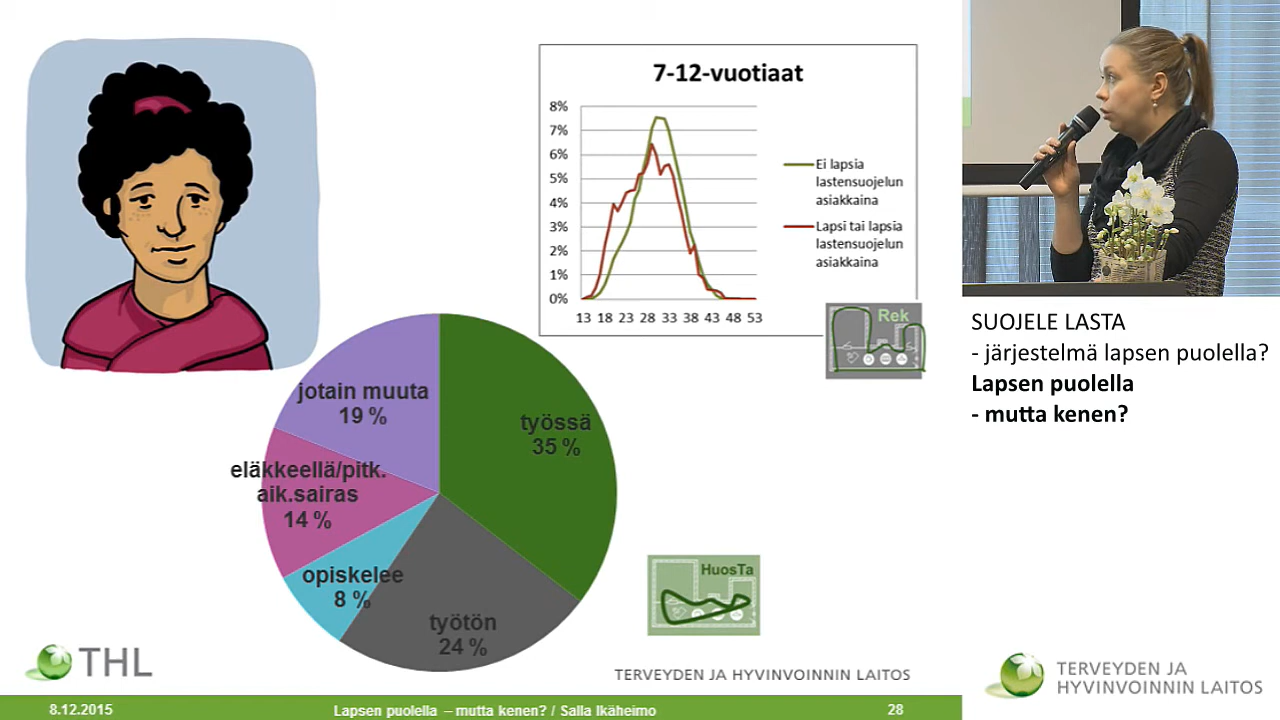 7-12-vuotiaat
8%
7%
6%
5%
4%
3%
2%
1%
0%
13 18 23 28 33 38 43 48 53
Ei lapsia
lastensuojelun
asiakkaina
Lapsi tai lapsia
lastensuojelun
asiakkaina
Rek
jotain muuta
19 %
työssä
35 %
eläkkeellä/pitk.
aik.sairas
14 %
opiskelee
8 %
työtön
24 %
HuosTa
THL
TERVEYDEN JA HYVINVOINNIN LAITOS
8.12.2015
Lapsen puolella – mutta kenen? / Salla Ikäheimo
28
SUOJELE LASTA
- järjestelmä lapsen puolella?
Lapsen puolella
- mutta kenen?
TERVEYDEN JA
HYVINVOINNIN LAITOS